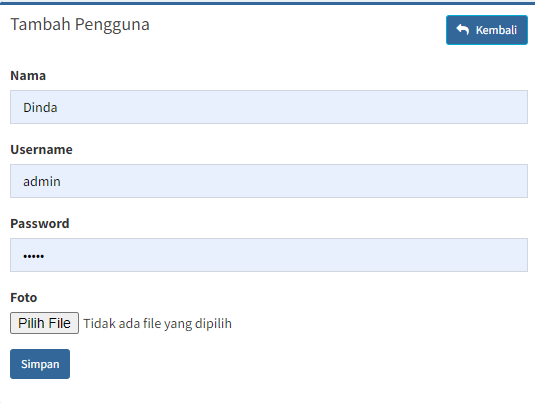 Tambah Pengguna
Kembali
Nama
Dinda
Username
admin
Password
•••••
Foto
Pilih File Tidak ada file yang dipilih
Simpan